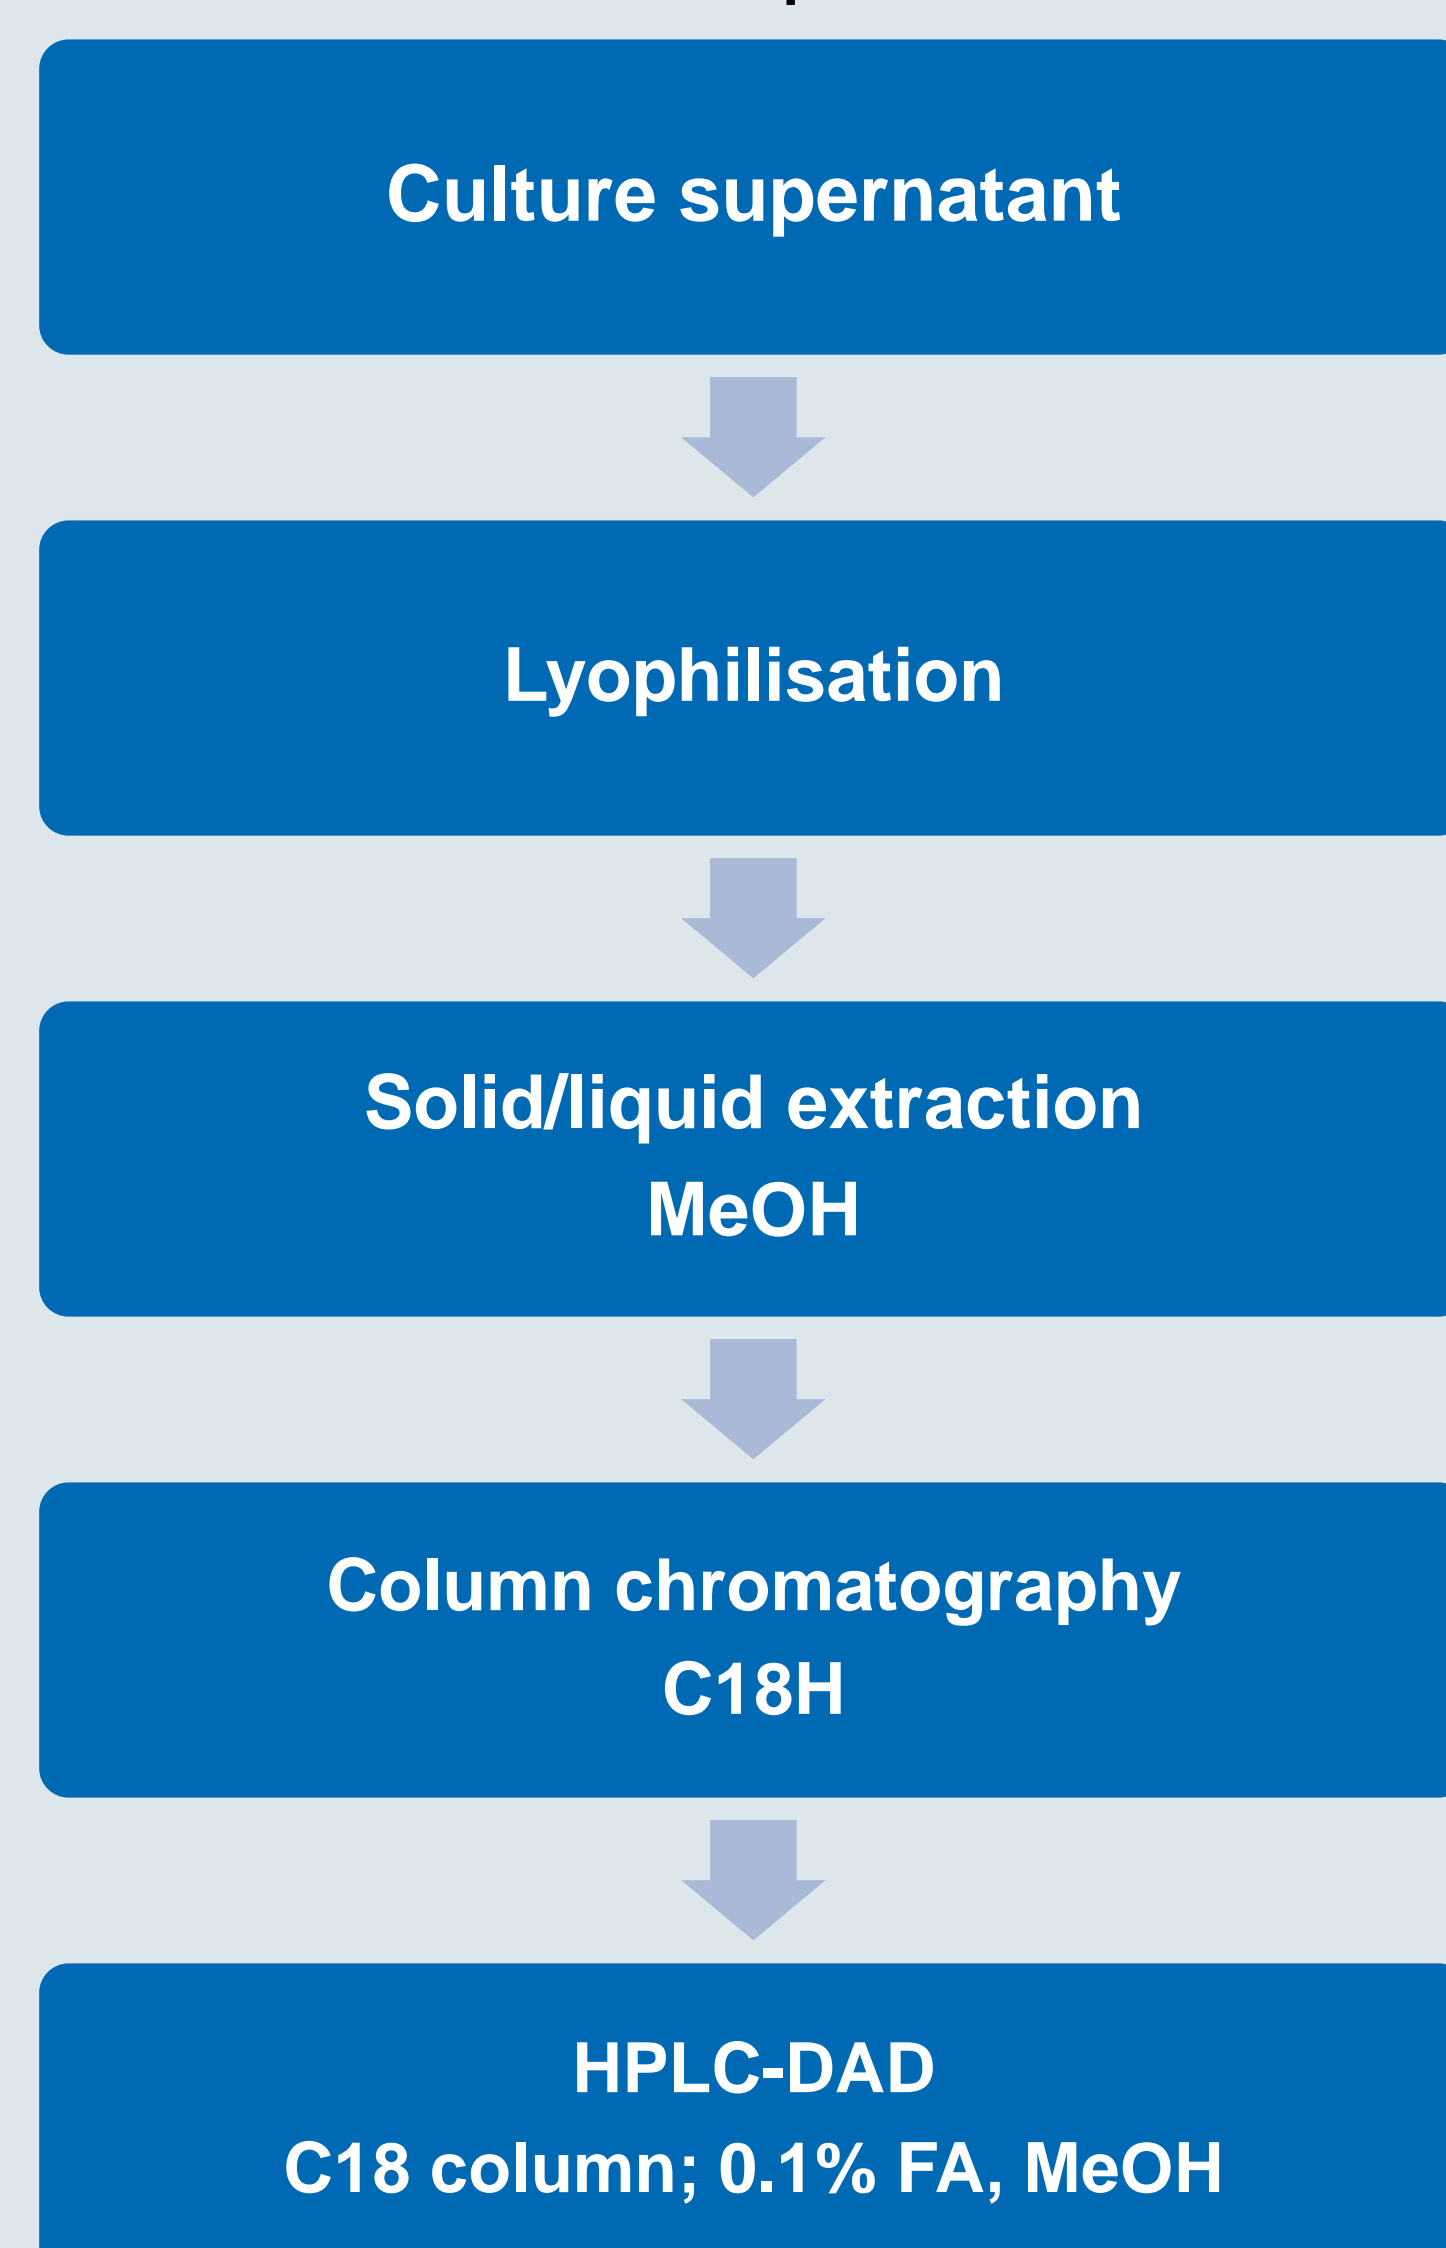 Culture supernatant
Lyophilisation
Solid/liquid extraction
MeOH
Column chromatography
C18H
HPLC-DAD
C18 column; 0.1% FA, MeOH